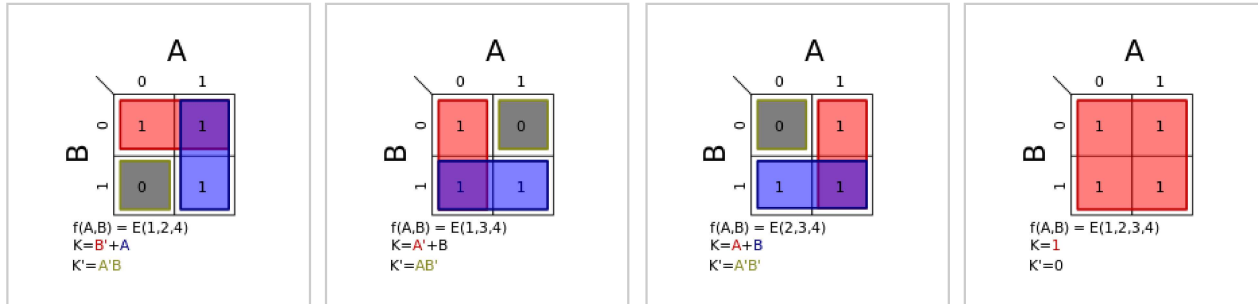 A
0 1
B
0 1 1
1 0 1
f(A,B) = E(1,2,4)
K=B'+A
K'=A'B
A
0 1
B
0 1 0
1 1 1
f(A,B) = E(1,3,4)
K=A'+B
K'=AB'
A
0 1
B
0 0 1
1 1 1
f(A,B) = E(2,3,4)
K=A+B
K'=A'B'
A
0 1
B
0 1 1
1 1 1
f(A,B) = E(1,2,3,4)
K=1
K'=0